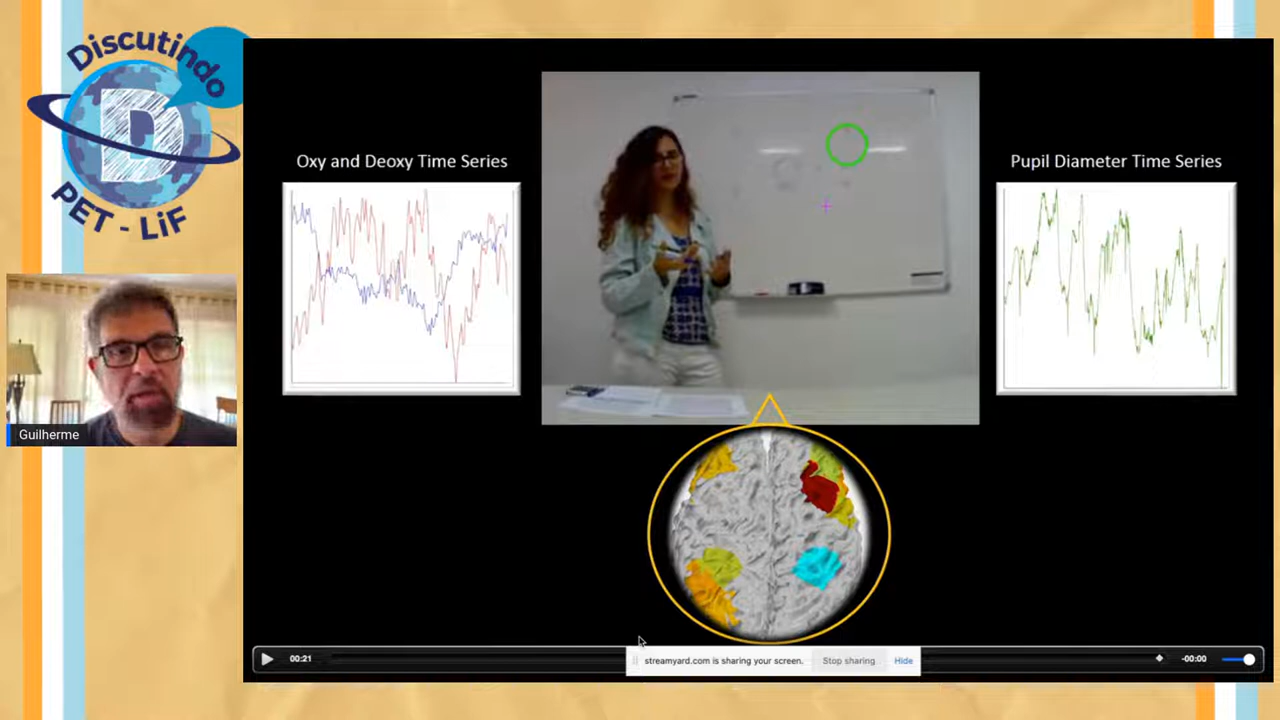 Discutindo
D
PET - LiF
Guilherme
Oxy and Deoxy Time Series
Pupil Diameter Time Series
00:21
streamyard.com is sharing your screen.
Stop sharing
Hide
-00:00